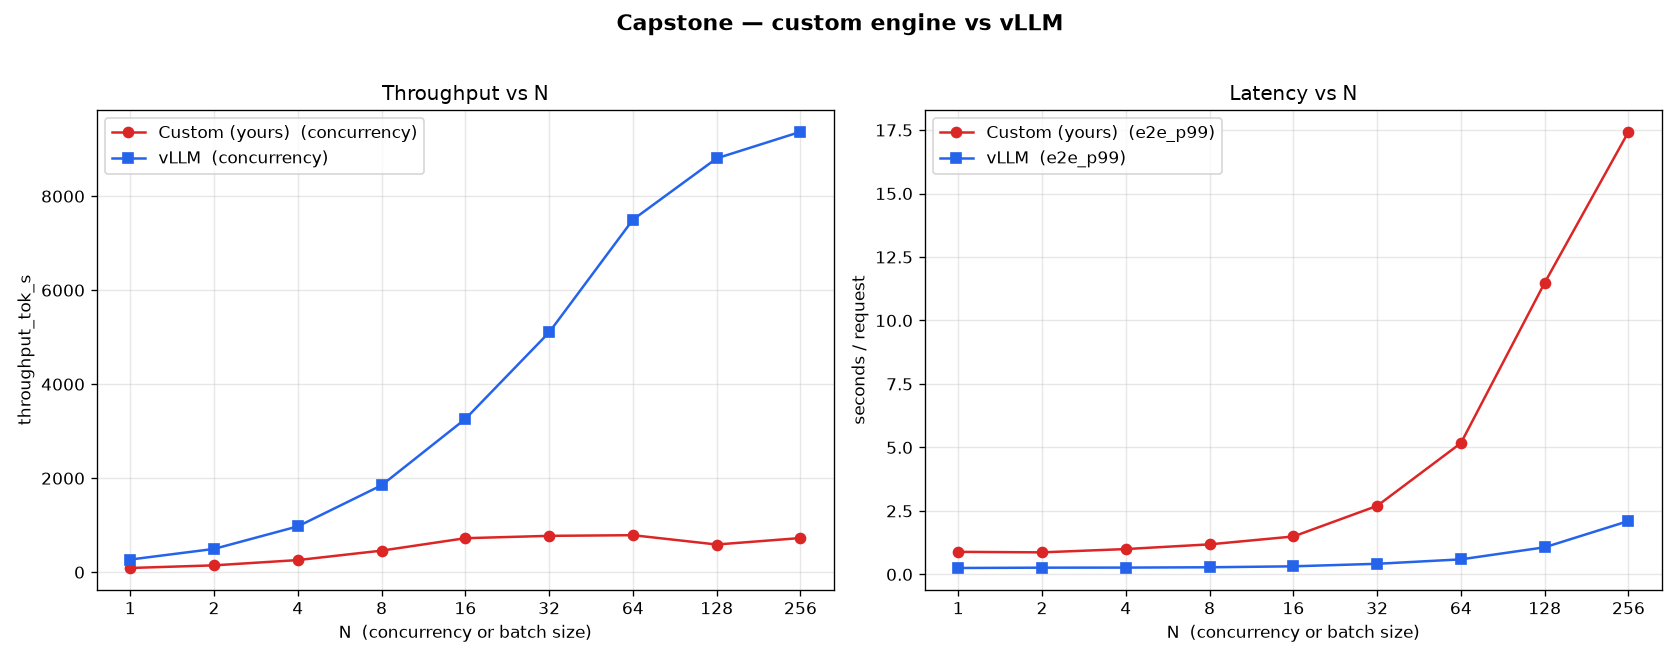 Capstone — custom engine vs vLLM
Throughput vs N
Custom (yours)  (concurrency)
vLLM  (concurrency)
throughput_tok_s
8000
6000
4000
2000
0
1 2 4 8 16 32 64 128 256
N  (concurrency or batch size)
Latency vs N
Custom (yours)  (e2e_p99)
vLLM  (e2e_p99)
seconds / request
17.5
15.0
12.5
10.0
7.5
5.0
2.5
0.0
1 2 4 8 16 32 64 128 256
N  (concurrency or batch size)